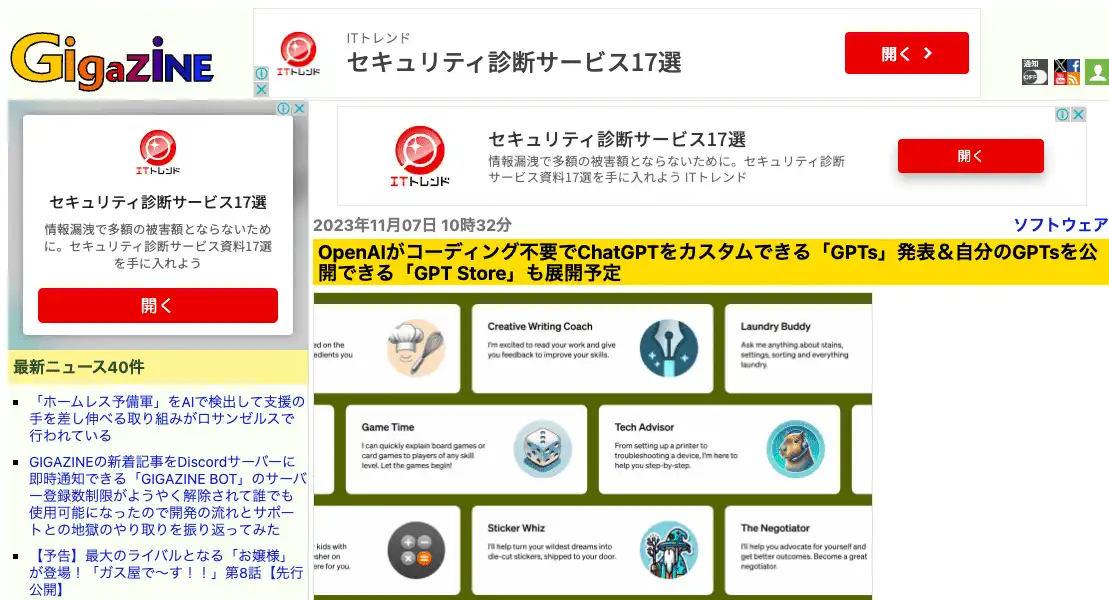 GIGAZINE
ITトレンド
セキュリティ診断サービス17選
開く
ITトレンド
通知
OFF
ITトレンド
セキュリティ診断サービス17選
情報漏洩で多額の被害額とならないため
に。セキュリティ診断サービス資料17選
を手に入れよう
開く
ITトレンド
セキュリティ診断サービス17選
情報漏洩で多額の被害額とならないために。セキュリティ診断
サービス資料17選を手に入れよう ITトレンド
開く
2023年11月07日 10時32分
ソフトウェア
OpenAIがコーディング不要でChatGPTをカスタムできる「GPTs」発表＆自分のGPTsを公
開できる「GPT Store」も展開予定
ed on the
edients you
Creative Writing Coach
I'm excited to read your work and give
you feedback to improve your skills.
Laundry Buddy
Ask me anything about stains,
settings, sorting and everything
laundry.
Game Time
I can quickly explain board games or
card games to players of any skill
level. Let the games begin!
Tech Advisor
From setting up a printer to
troubleshooting a device, I'm here to
help you step-by-step.
kids with
sher on
ere for you.
Sticker Whiz
I'll help turn your wildest dreams into
die-cut stickers, shipped to your door.
The Negotiator
I'll help you advocate for yourself and
get better outcomes. Become a great
negotiator.
最新ニュース40件
「ホームレス予備軍」をAIで検出して支援の
手を差し伸べる取り組みがロサンゼルスで
行われている
GIGAZINEの新着記事をDiscordサーバーに
即時通知できる「GIGAZINE BOT」のサーバ
ー登録数制限がようやく解除されて誰でも
使用可能になったので開発の流れとサポー
トとの地獄のやり取りを振り返ってみた
【予告】最大のライバルとなる「お嬢様」
が登場！「ガス屋で〜す！！」第8話【先行
公開】